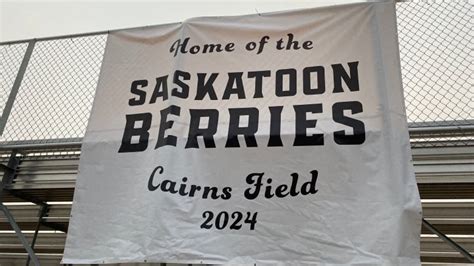 Home of the
SASKATOON
BERRIES
Cairns Field
2024